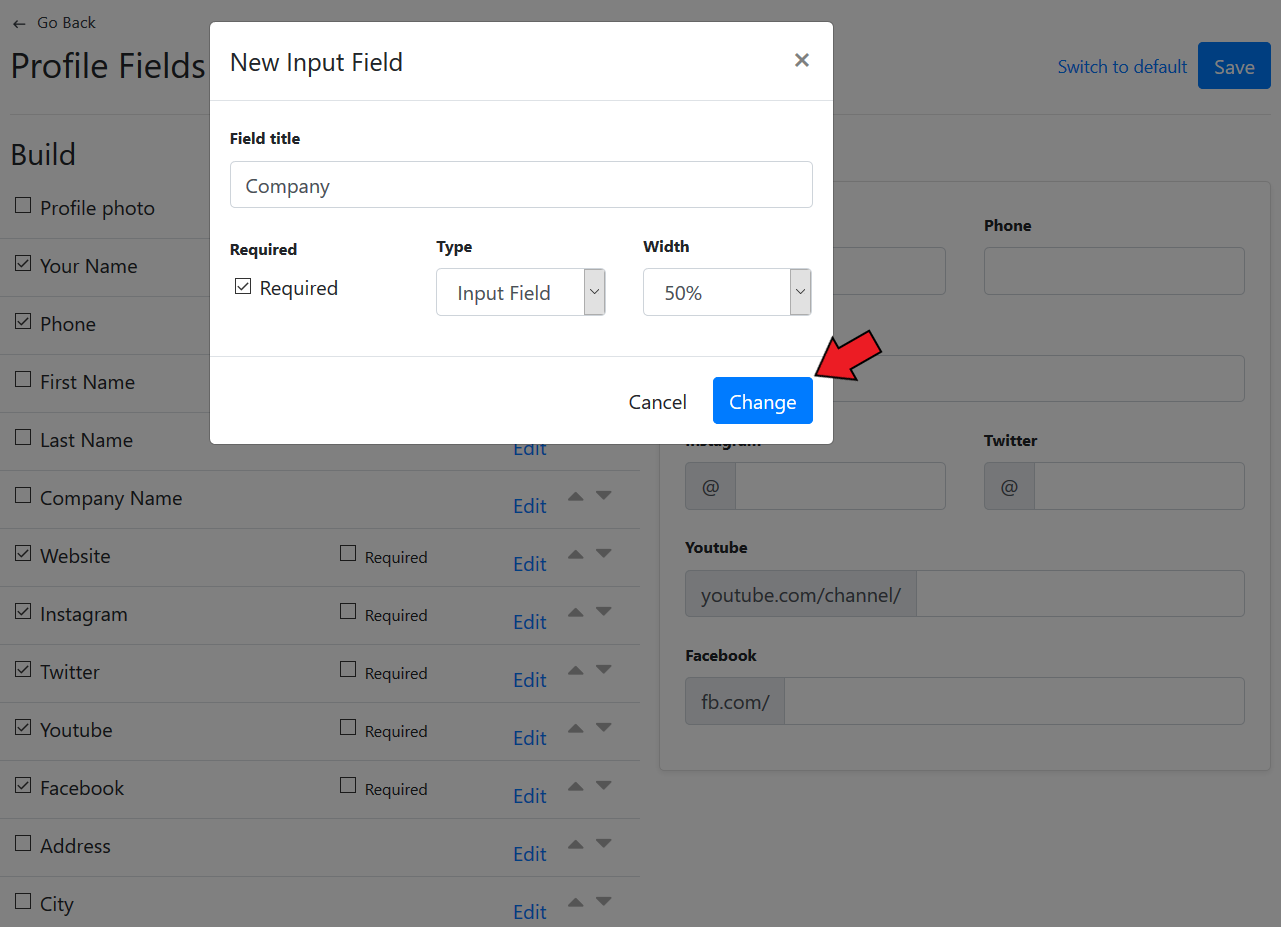 ← Go Back
Profile Fields
Switch to default
Save
Build
Profile photo
Your Name
Phone
First Name
Last Name
Edit
Company Name
Edit
Website
Required
Edit
Instagram
Required
Edit
Twitter
Required
Edit
Youtube
Required
Edit
Facebook
Required
Edit
Address
Edit
City
Edit
New Input Field
×
Field title
Company
Required
Required
Type
Input Field
Width
50%
Cancel
Change
Phone
Instagram
@
Twitter
@
Youtube
youtube.com/channel/
Facebook
fb.com/